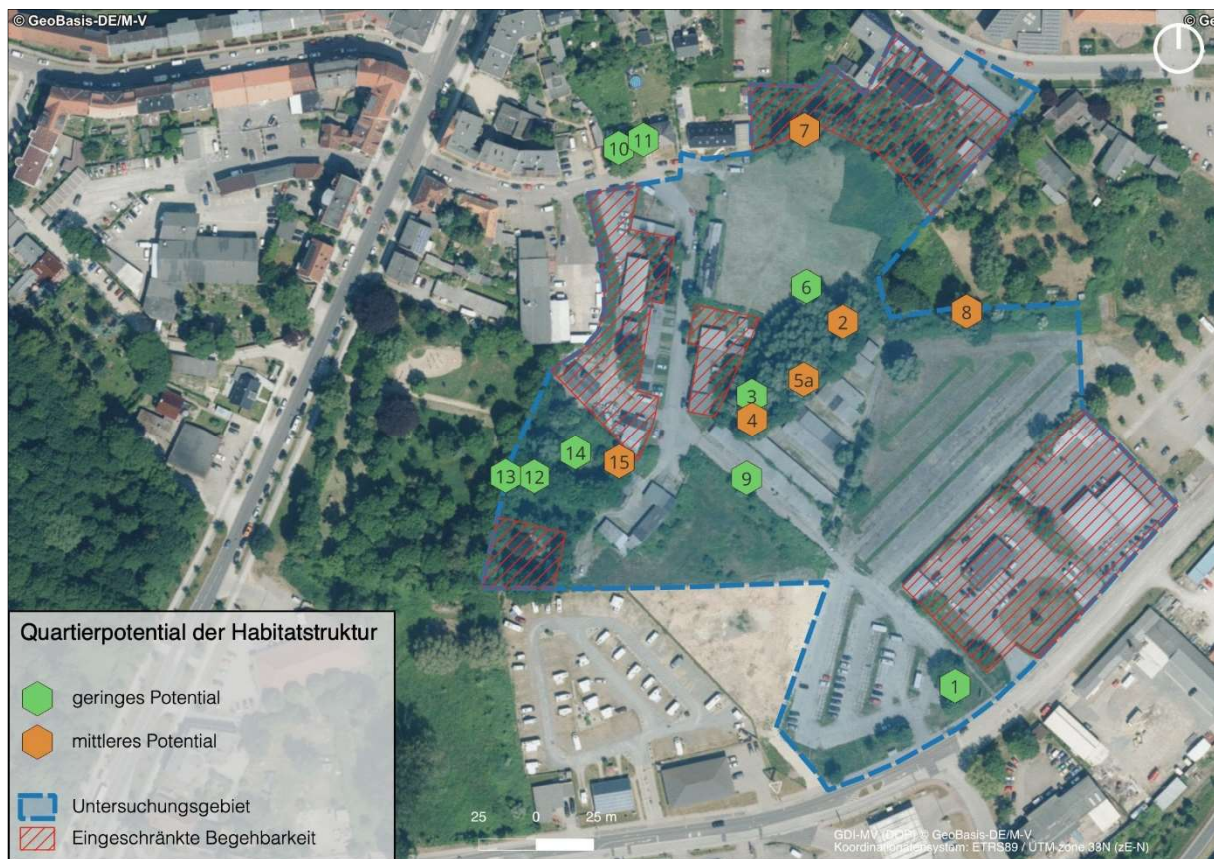 © GeoBasis-DE/M-V
© Ge
10
11
7
6
2
8
5a
3
4
14
15
13
12
9
1
Quartierpotential der Habitatstruktur
geringes Potential
mittleres Potential
Untersuchungsgebiet
Eingeschränkte Begehbarkeit
25 0 25 m
GDI-MV (DOP) © GeoBasis-DE/M-V
Koordinatensystem: ETRS89 / UTM zone 33N (zE-N)